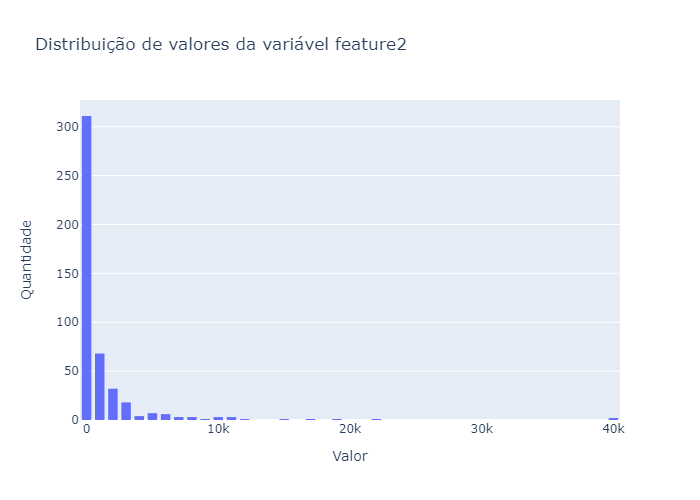 Distribuição de valores da variável feature2
300
250
200
150
100
50
0
Quantidade
0
10k
20k
30k
40k
Valor